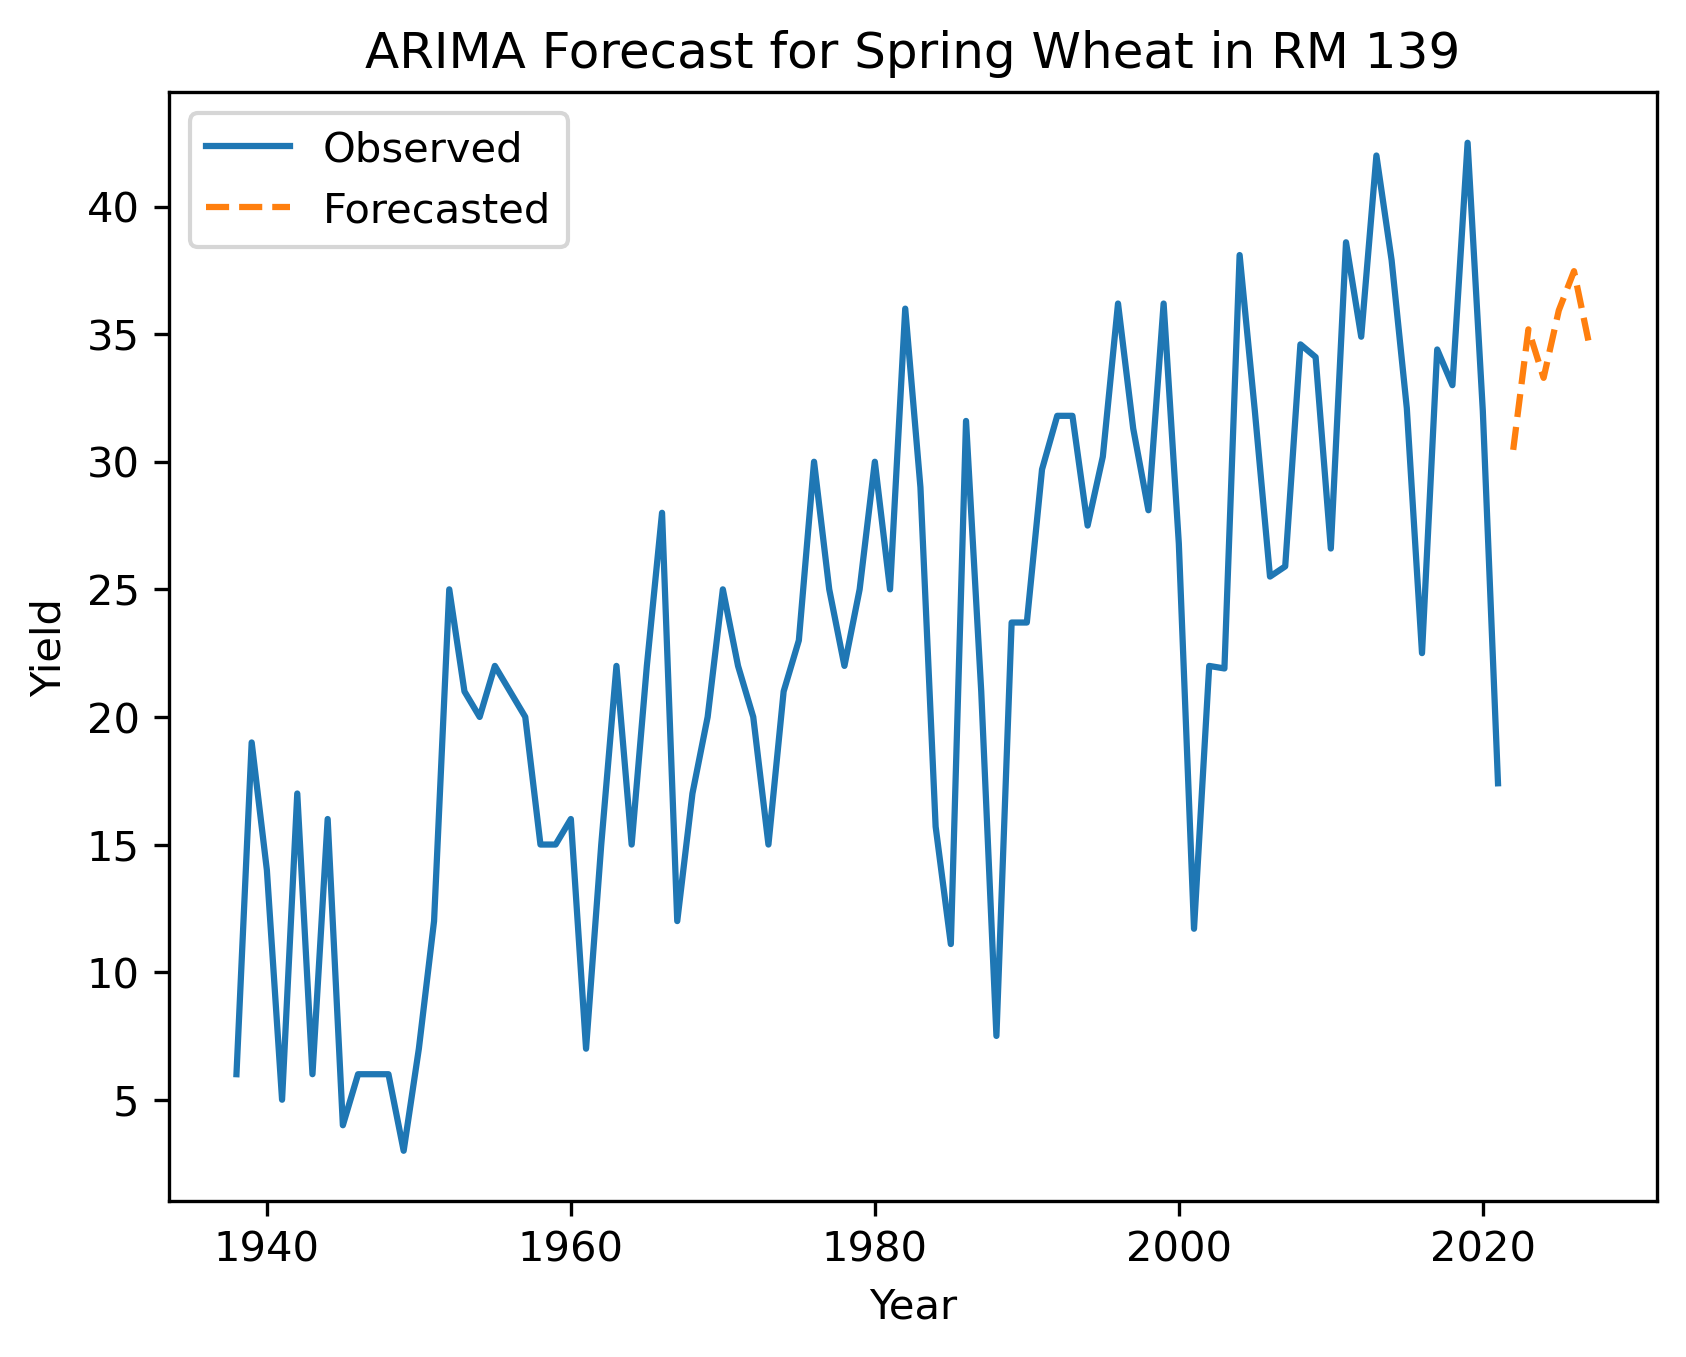 ARIMA Forecast for Spring Wheat in RM 139
Observed
Forecasted
40
35
30
25
20
15
10
5
Yield
1940 1960 1980 2000 2020
Year